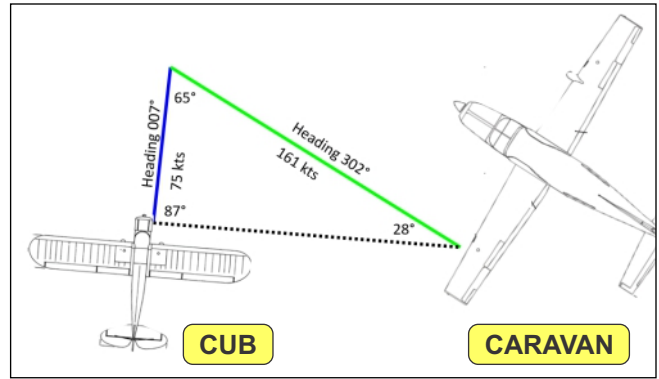 65°
Heading 007°
75 kts
Heading 302°
161 kts
87°
28°
CUB
CARAVAN